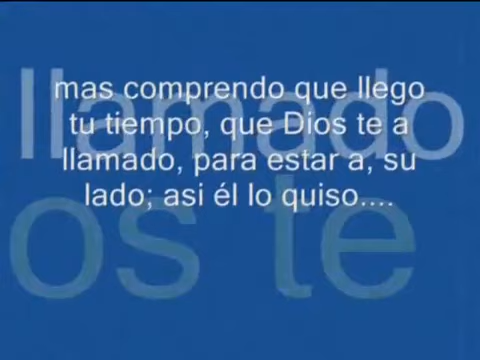 llamado
mas comprendo que llego
tu tiempo, que Dios te a
llamado, para estar a, su
lado; asi él lo quiso....
os te